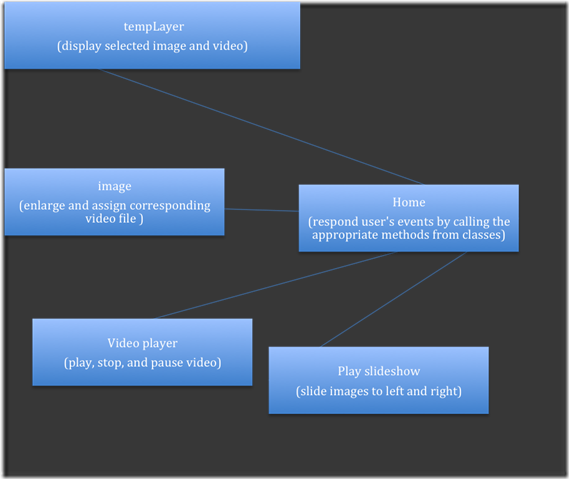 tempLayer
(display selected image and video)
image
(enlarge and assign corresponding
video file )
Home
(respond user's events by calling the
appropriate methods from classes)
Video player
(play, stop, and pause video)
Play slideshow
(slide images to left and right)